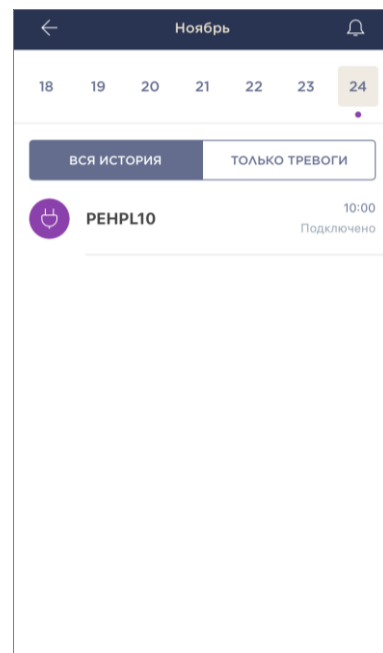 Ноябрь
18 19 20 21 22 23 24
ВСЯ ИСТОРИЯ ТОЛЬКО ТРЕВОГИ
PEHPL10 10:00
Подключено